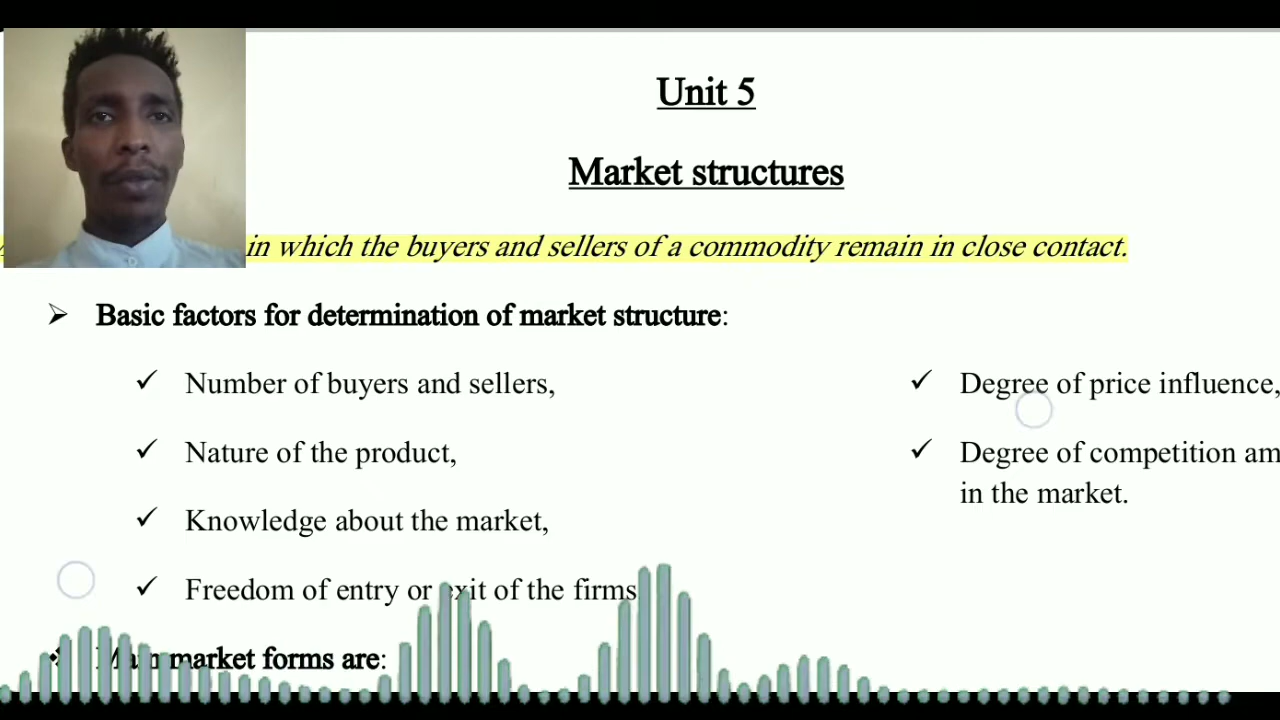 Unit 5
Market structures
in which the buyers and sellers of a commodity remain in close contact.
Basic factors for determination of market structure:
Number of buyers and sellers,
Nature of the product,
Knowledge about the market,
Freedom of entry or exit of the firms
Degree of price influence,
Degree of competition
in the market.
Main market forms are: